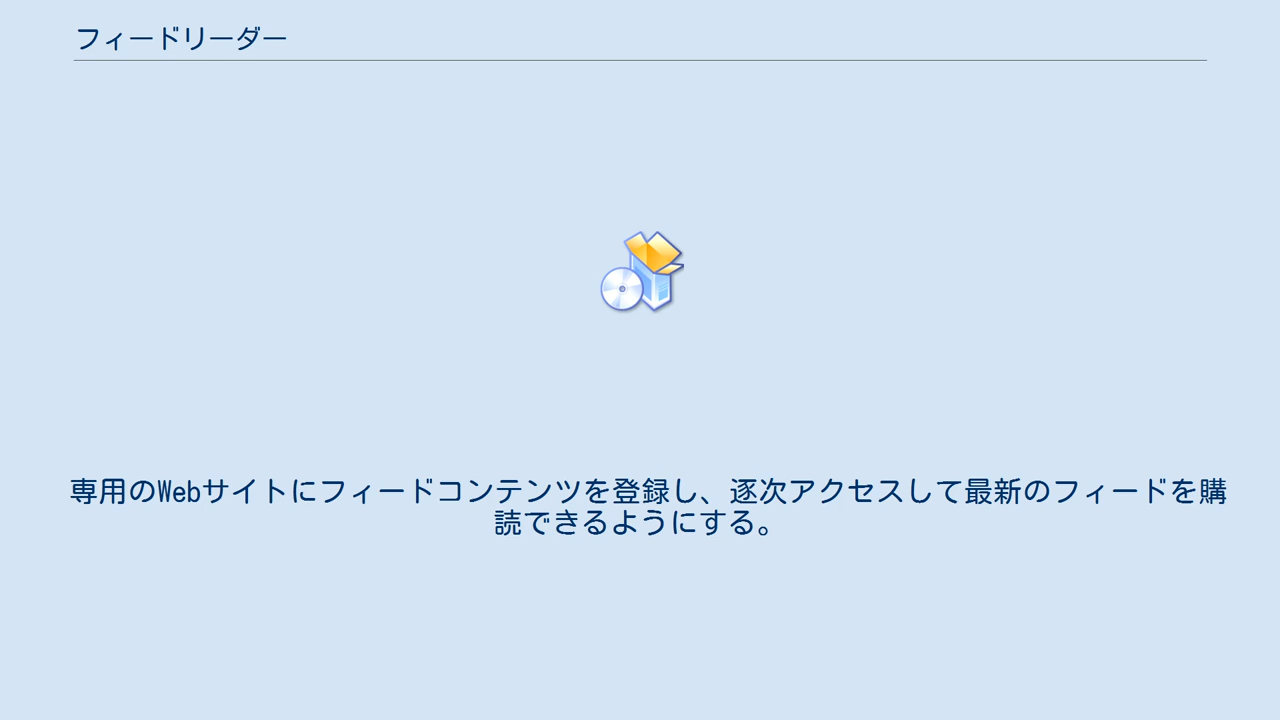 フィードリーダー
専用のWebサイトにフィードコンテンツを登録し、逐次アクセスして最新のフィードを購
読できるようにする。